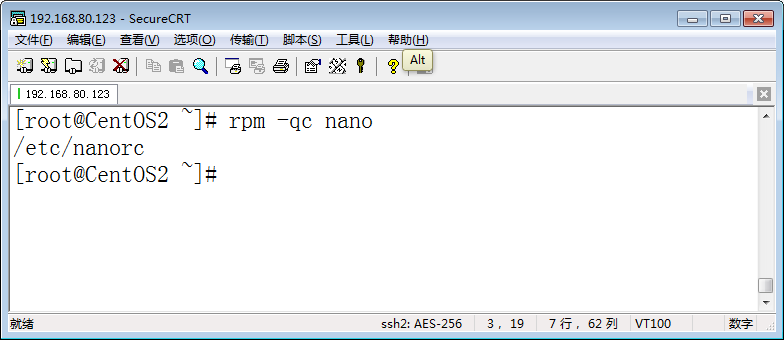 192.168.80.123 - SecureCRT
文件(F) 编辑(E) 查看(V) 选项(O) 传输(T) 脚本(S) 工具(L) 帮助(H)
Alt
192.168.80.123
[root@CentOS2 ~]# rpm -qc nano
/etc/nanorc
[root@CentOS2 ~]#
就绪 ssh2: AES-256 3, 19 7 行, 62 列 VT100 数字